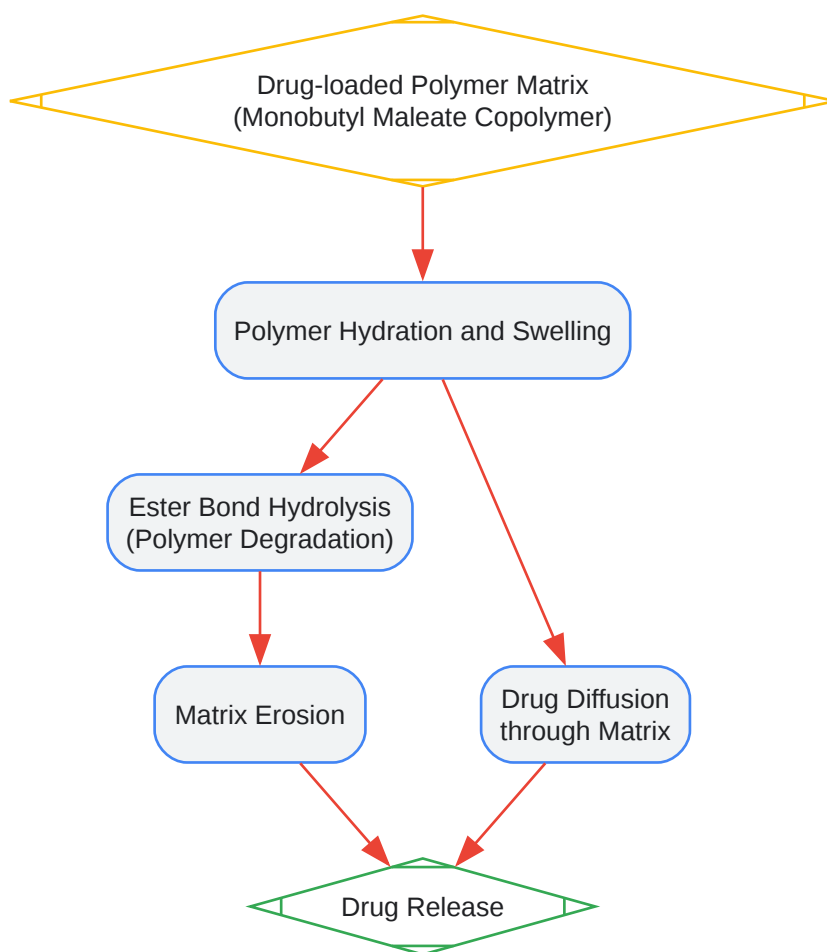 Drug-loaded Polymer Matrix
(Monobutyl Maleate Copolymer)
Polymer Hydration and Swelling
Ester Bond Hydrolysis
(Polymer Degradation)
Matrix Erosion
Drug Diffusion
through Matrix
Drug Release